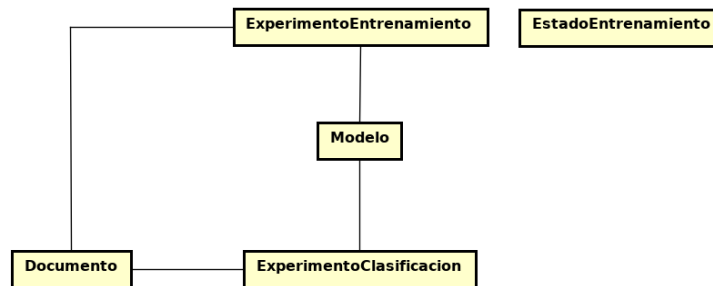 ExperimentoEntrenamiento
EstadoEntrenamiento
Modelo
Documento
ExperimentoClasificacion